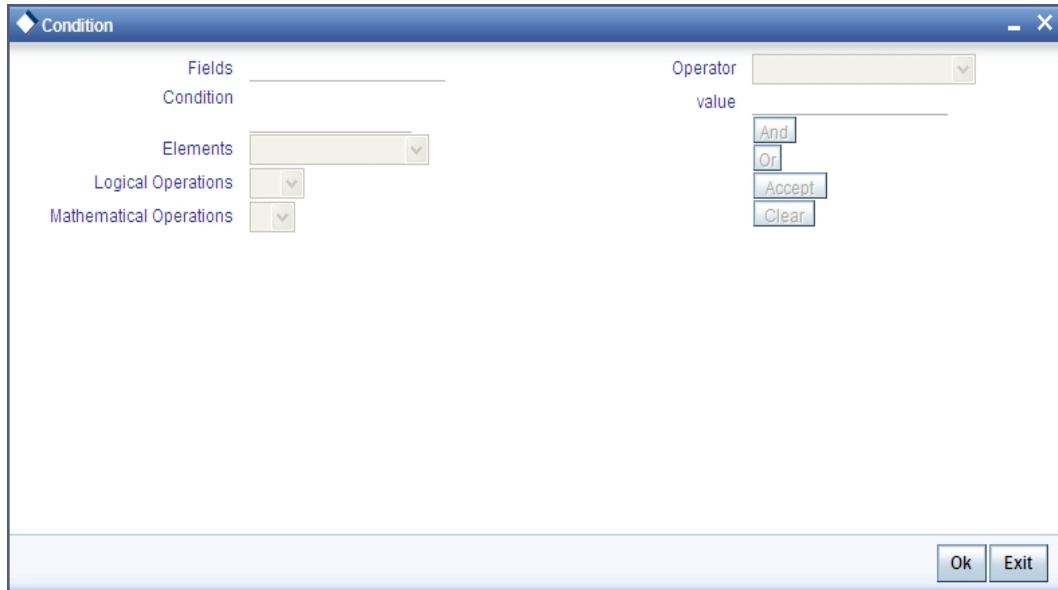 Condition
Fields
Operator
Condition
value
And
Elements
Or
Logical Operations
Accept
Mathematical Operations
Clear
Ok Exit